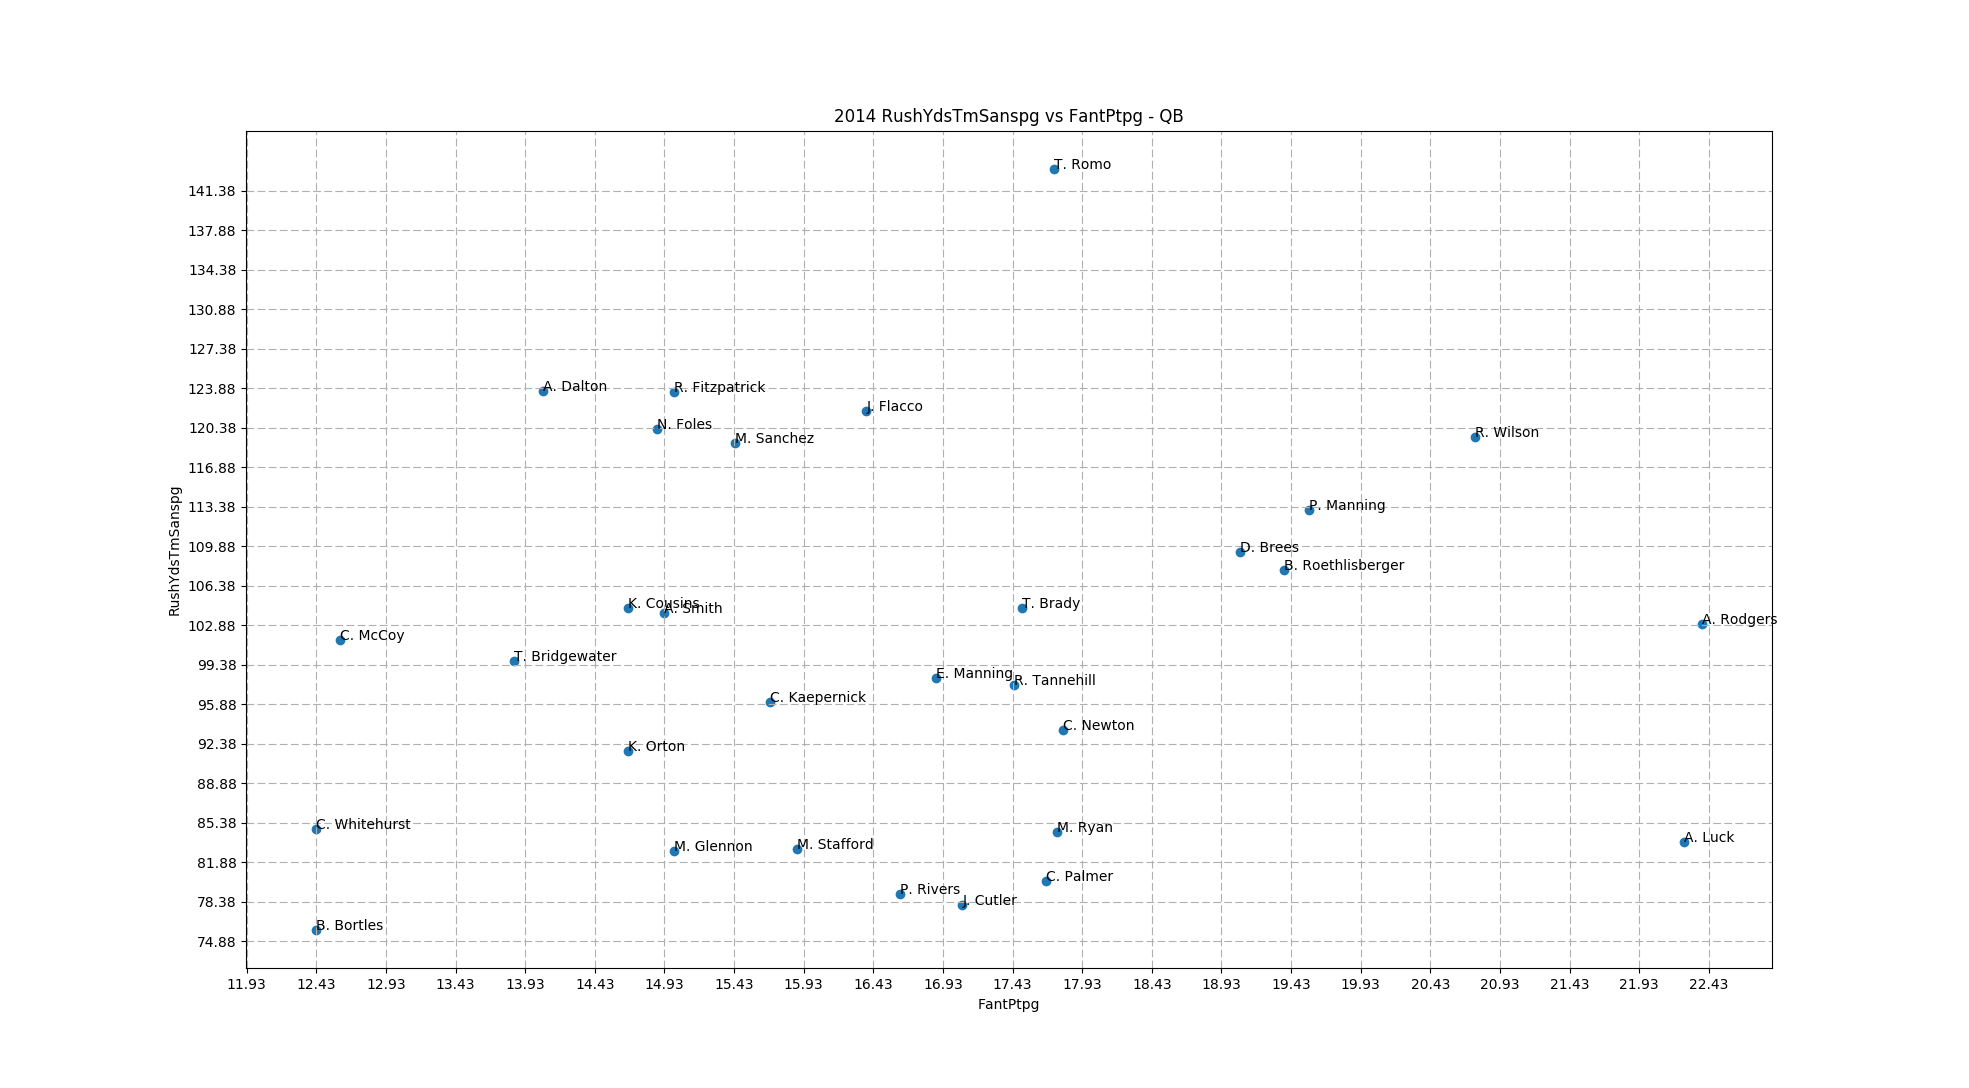 2014 RushYdsTmSanspg vs FantPtpg - QB
T. Romo
141.38
137.88
134.38
130.88
127.38
123.88
120.38
116.88
113.38
109.88
106.38
102.88
99.38
95.88
92.38
88.88
85.38
81.88
78.38
74.88
RushYdsTmSanspg
A. Dalton
R. Fitzpatrick
J. Flacco
N. Foles
M. Sanchez
R. Wilson
P. Manning
D. Brees
B. Roethlisberger
K. Cousins
A. Smith
T. Brady
A. Rodgers
C. McCoy
T. Bridgewater
E. Manning
R. Tannehill
C. Kaepernick
C. Newton
K. Orton
C. Whitehurst
M. Ryan
A. Luck
M. Glennon
M. Stafford
C. Palmer
P. Rivers
J. Cutler
B. Bortles
11.93 12.43 12.93 13.43 13.93 14.43 14.93 15.43 15.93 16.43 16.93 17.43 17.93 18.43 18.93 19.43 19.93 20.43 20.93 21.43 21.93 22.43
FantPtpg